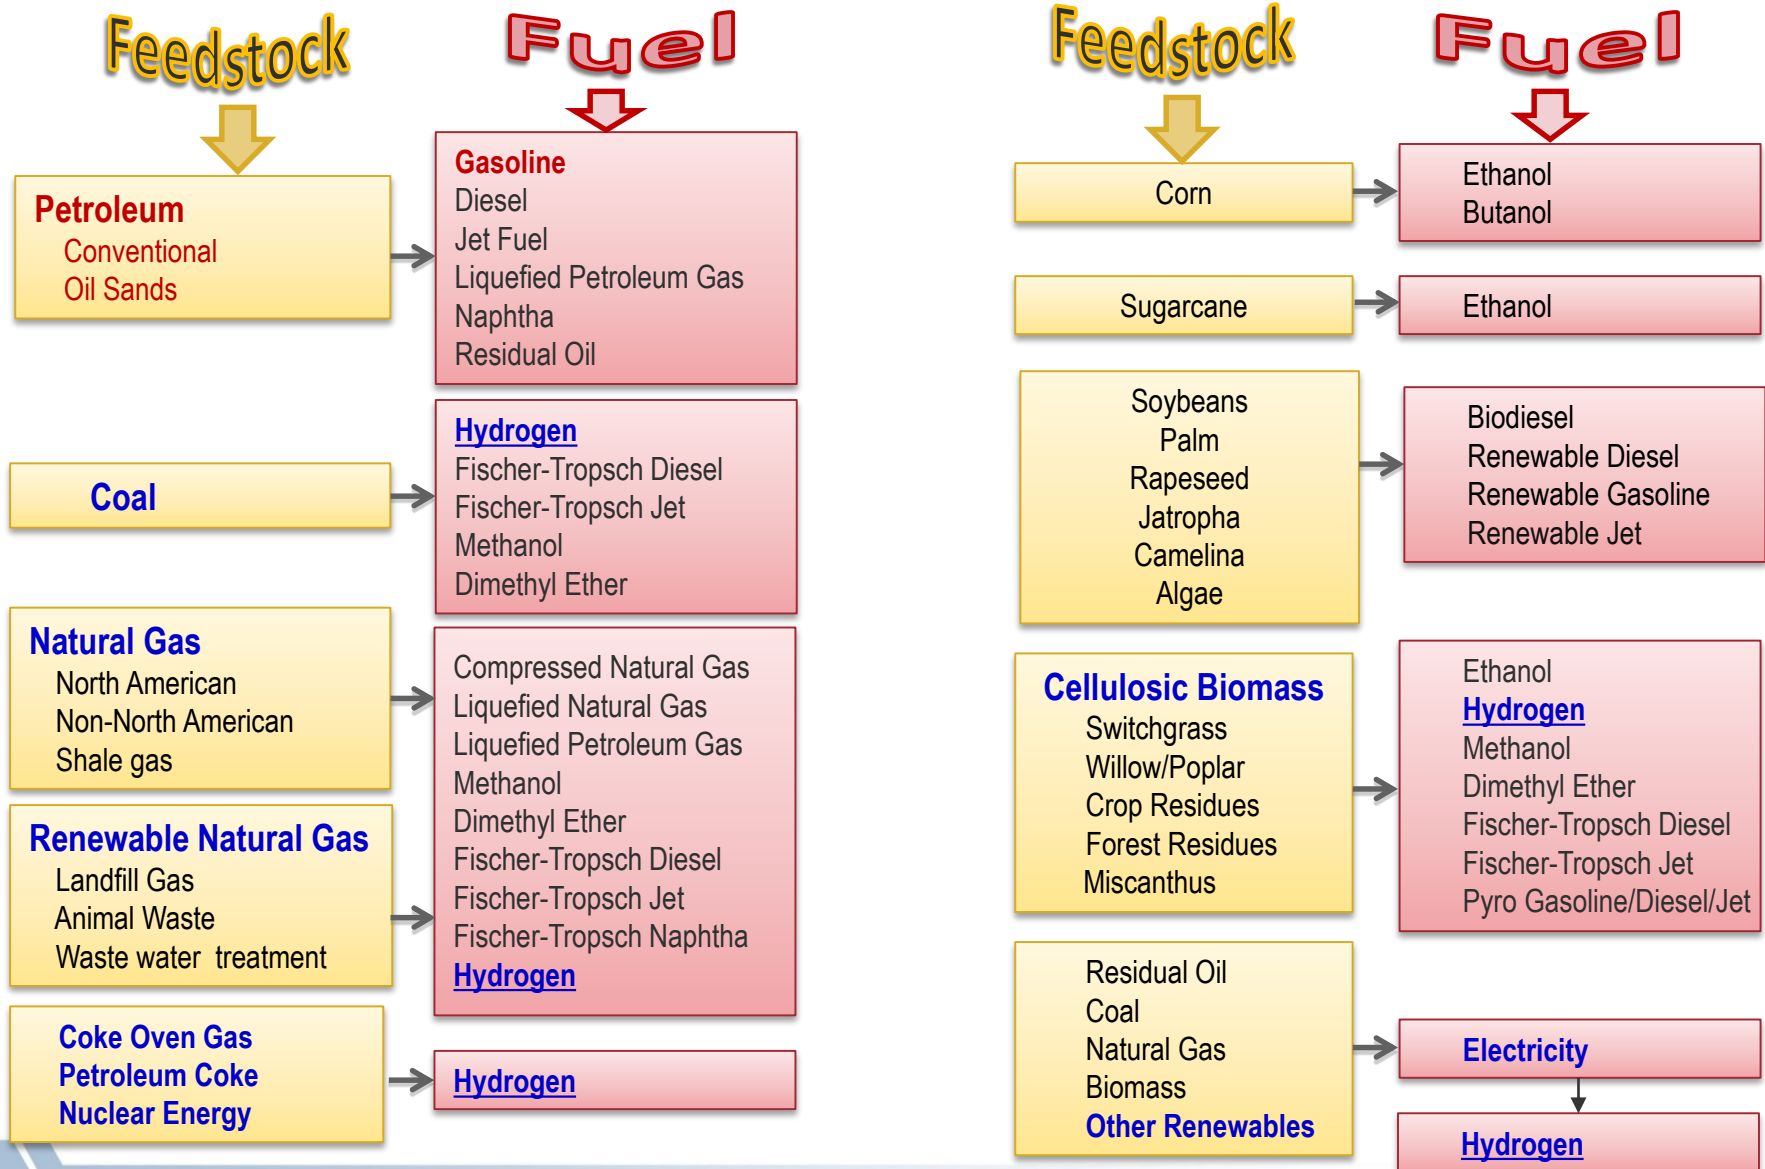 Feedstock
Fuel
Petroleum
Conventional
Oil Sands
Gasoline
Diesel
Jet Fuel
Liquefied Petroleum Gas
Naphtha
Residual Oil
Coal
Hydrogen
Fischer-Tropsch Diesel
Fischer-Tropsch Jet
Methanol
Dimethyl Ether
Natural Gas
North American
Non-North American
Shale gas
Renewable Natural Gas
Landfill Gas
Animal Waste
Waste water treatment
Compressed Natural Gas
Liquefied Natural Gas
Liquefied Petroleum Gas
Methanol
Dimethyl Ether
Fischer-Tropsch Diesel
Fischer-Tropsch Jet
Fischer-Tropsch Naphtha
Hydrogen
Coke Oven Gas
Petroleum Coke
Nuclear Energy
Hydrogen
Feedstock
Fuel
Corn
Ethanol
Butanol
Sugarcane
Ethanol
Soybeans
Palm
Rapeseed
Jatropha
Camelina
Algae
Biodiesel
Renewable Diesel
Renewable Gasoline
Renewable Jet
Cellulosic Biomass
Switchgrass
Willow/Poplar
Crop Residues
Forest Residues
Miscanthus
Ethanol
Hydrogen
Methanol
Dimethyl Ether
Fischer-Tropsch Diesel
Fischer-Tropsch Jet
Pyro Gasoline/Diesel/Jet
Residual Oil
Coal
Natural Gas
Biomass
Other Renewables
Electricity
Hydrogen